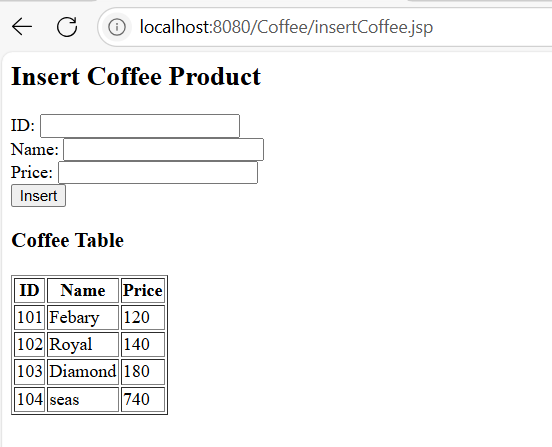 localhost:8080/Coffee/insertCoffee.jsp
Insert Coffee Product
ID:
Name:
Price:
Insert
Coffee Table
ID Name Price
101 Febary 120
102 Royal 140
103 Diamond 180
104 seas 740